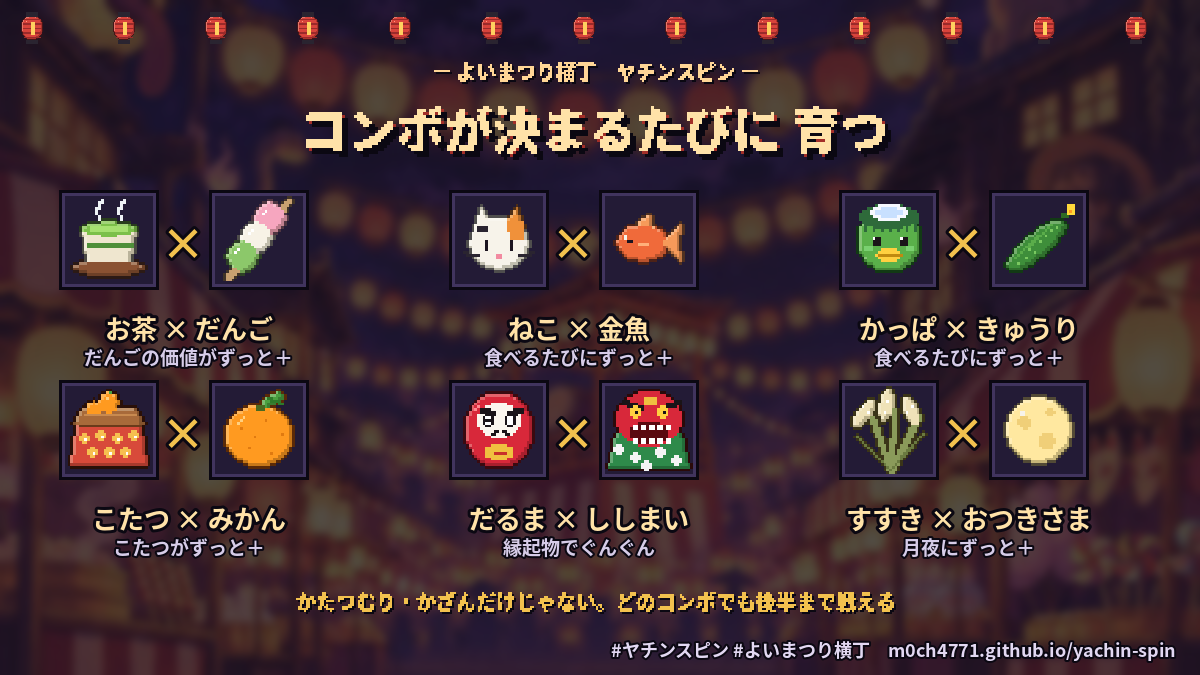 ― よいまつり横丁　ヤチンスピン ―
コンボが決まるたびに 育つ
お茶 × だんご
だんごの価値がずっと＋
ねこ × 金魚
食べるたびにずっと＋
かっぱ × きゅうり
食べるたびにずっと＋
こたつ × みかん
こたつがずっと＋
だるま × ししまい
縁起物でぐんぐん
すすき × おつきさま
月夜にずっと＋
かたつむり・かざんだけじゃない。どのコンボでも後半まで戦える
#ヤチンスピン #よいまつり横丁　m0ch4771.github.io/yachin-spin